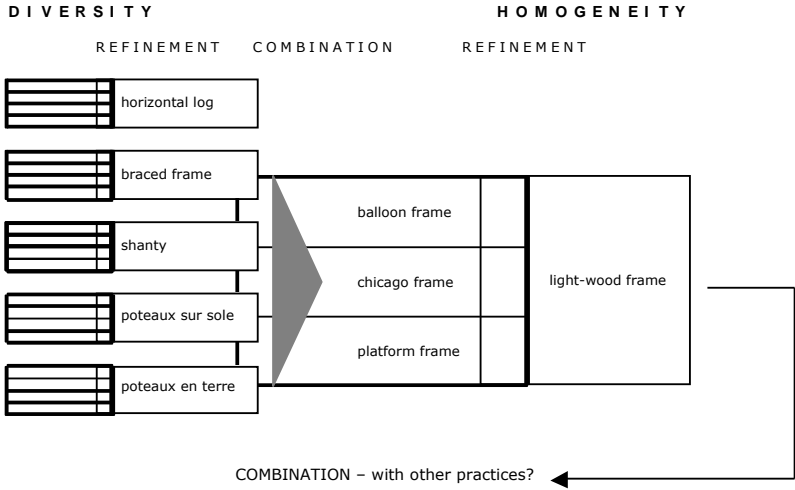 DIVERSITY HOMOGENEITY
REFINEMENT COMBINATION REFINEMENT
horizontal log
braced frame
balloon frame
shanty
chicago frame
light-wood frame
poteaux sur sole
platform frame
poteaux en terre
COMBINATION – with other practices?